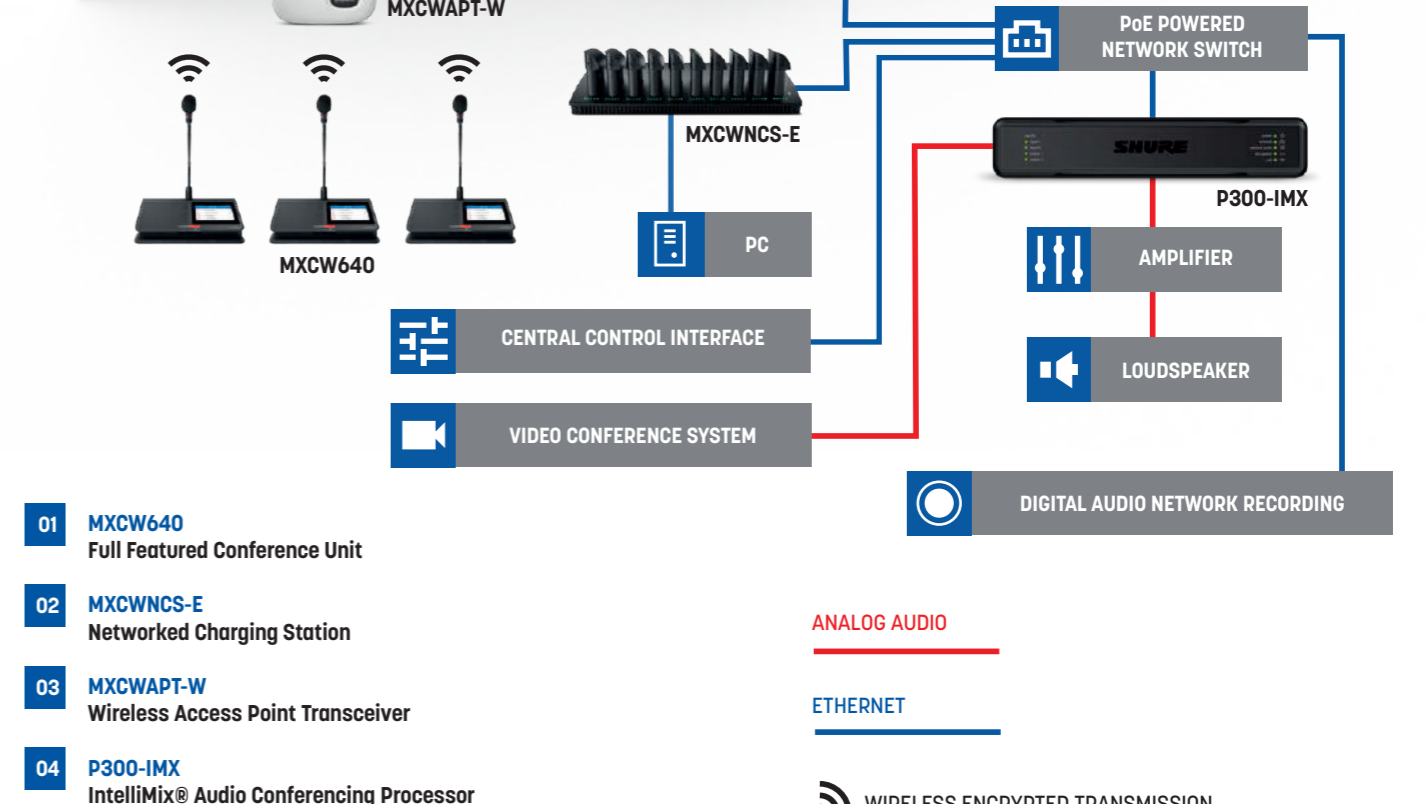 MXCWAPT-W
PoE POWERED
NETWORK SWITCH
MXCWNCS-E
SHURE
P300-IMX
PC
AMPLIFIER
MXCW640
CENTRAL CONTROL INTERFACE
LOUDSPEAKER
VIDEO CONFERENCE SYSTEM
DIGITAL AUDIO NETWORK RECORDING
01 MXCW640
Full Featured Conference Unit
02 MXCWNCS-E
Networked Charging Station
03 MXCWAPT-W
Wireless Access Point Transceiver
04 P300-IMX
IntelliMix® Audio Conferencing Processor
ANALOG AUDIO
ETHERNET
WIRELESS ENCRYPTED TRANSMISSION